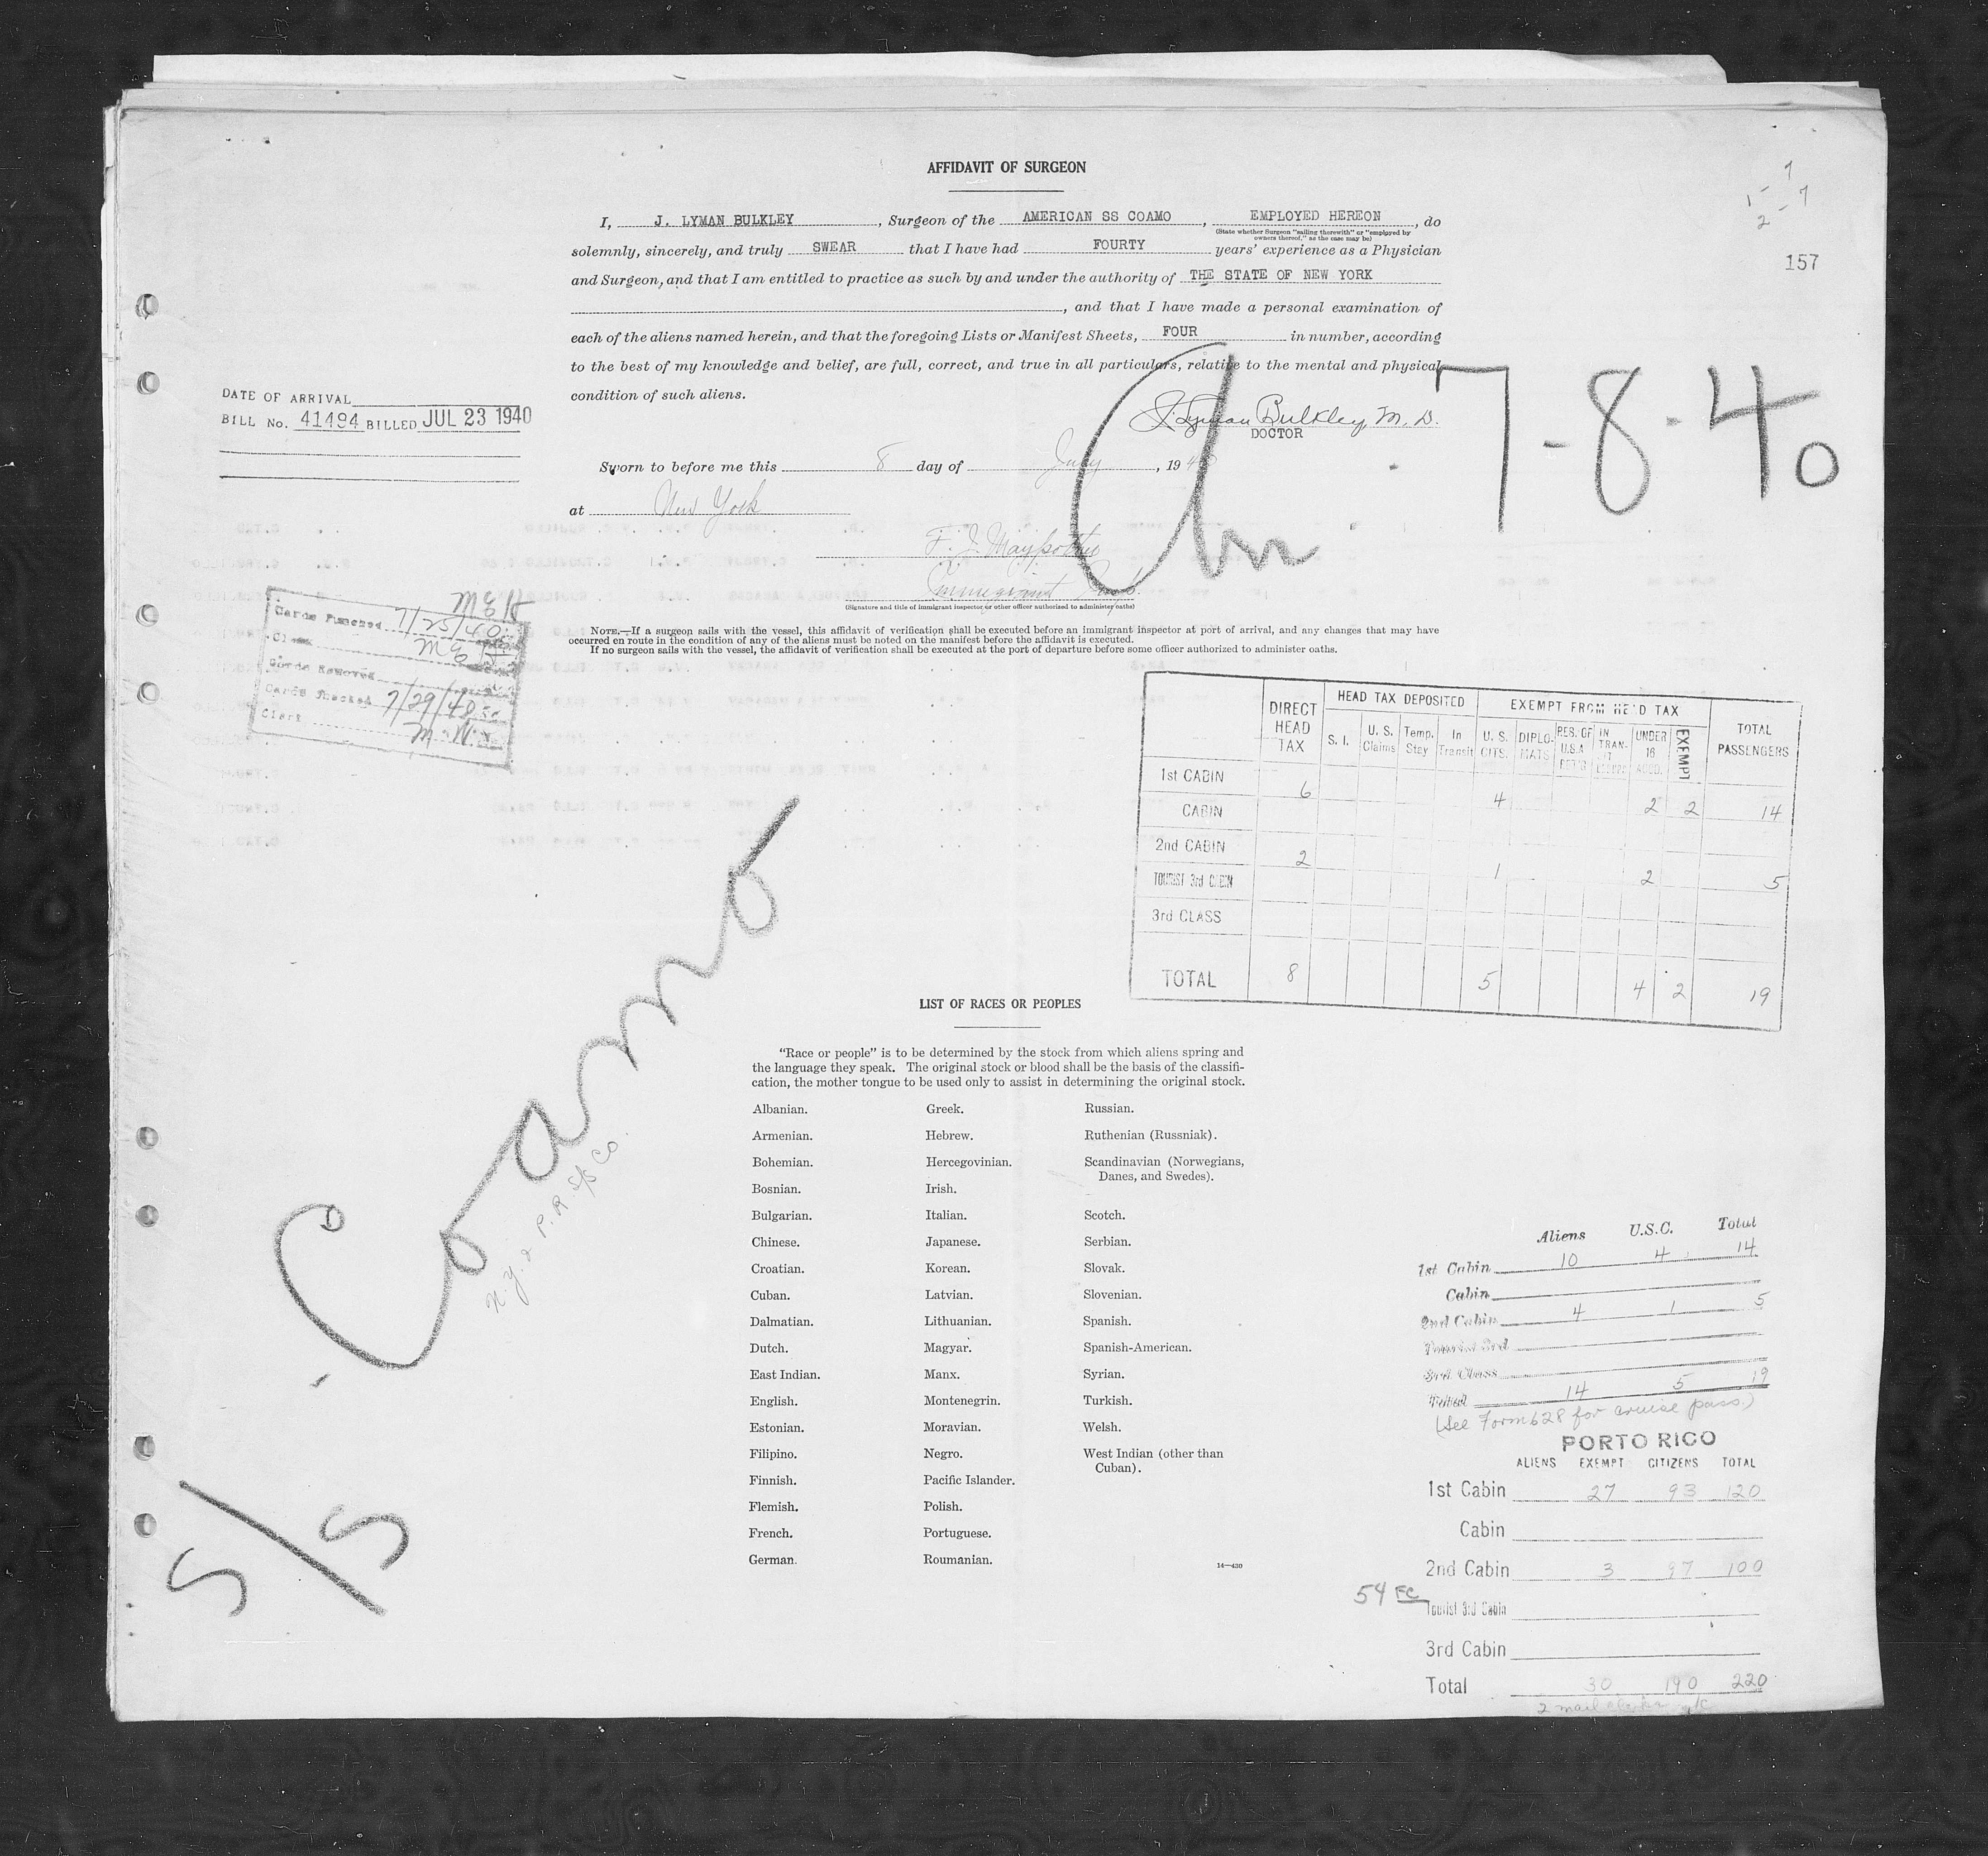 AFFIDAVIT OF SURGEON
I, J. LYMAN BULKLEY, Surgeon of the AMERICAN SS COAMO, EMPLOYED HEREON, do
(State whether Surgeon "sailing therewith" or "employed by
owners thereof," as the case may be)
solemnly, sincerely, and truly SWEAR that I have had FOURTY years' experience as a Physician
and Surgeon, and that I am entitled to practice as such by and under the authority of THE STATE OF NEW YORK
, and that I have made a personal examination of
each of the aliens named herein, and that the foregoing Lists or Manifest Sheets, FOUR in number, according
to the best of my knowledge and belief, are full, correct, and true in all particulars, relative to the mental and physical
condition of such aliens.
J. Lyman Bulkley, M. D.
DOCTOR
Sworn to before me this 8 day of July, 1940
at New York
(Signature and title of immigrant inspector or other officer authorized to administer oaths)
NOTE.—If a surgeon sails with the vessel, this affidavit of verification shall be executed before an immigrant inspector at port of arrival, and any changes that may have
occurred en route in the condition of any of the aliens must be noted on the manifest before the affidavit is executed.
If no surgeon sails with the vessel, the affidavit of verification shall be executed at the port of departure before some officer authorized to administer oaths.
157
7-8-40
DATE OF ARRIVAL
BILL No. 41494 BILLED JUL 23 1940
MEH
Cards Punched 7/25/40
Clerk MEH
Cards Removed
Cards Checked 7/29/40
Clerk M.W.
DIRECT HEAD TAX
HEAD TAX DEPOSITED
EXEMPT FROM HEAD TAX
TOTAL PASSENGERS
S. I. U. S. Claims Temp. Stay In Transit U. S. CITS. DIPLOMATS RES. OF U.S.A. IN TRANSIT UNDER 16 EXEMPT
1st CABIN 6 4 2 2 14
CABIN
2nd CABIN 2 1 2 5
TOURIST 3rd CABIN
3rd CLASS
TOTAL 8 5 4 2 19
S/S Coamo
N.Y. & P.R. S/S Co.
LIST OF RACES OR PEOPLES
"Race or people" is to be determined by the stock from which aliens spring and
the language they speak. The original stock or blood shall be the basis of the classifi-
cation, the mother tongue to be used only to assist in determining the original stock.
Albanian.
Armenian.
Bohemian.
Bosnian.
Bulgarian.
Chinese.
Croatian.
Cuban.
Dalmatian.
Dutch.
East Indian.
English.
Estonian.
Filipino.
Finnish.
Flemish.
French.
German.
Greek.
Hebrew.
Hercegovinian.
Irish.
Italian.
Japanese.
Korean.
Latvian.
Lithuanian.
Magyar.
Manx.
Montenegrin.
Moravian.
Negro.
Pacific Islander.
Polish.
Portuguese.
Roumanian.
Russian.
Ruthenian (Russniak).
Scandinavian (Norwegians,
Danes, and Swedes).
Scotch.
Serbian.
Slovak.
Slovenian.
Spanish.
Spanish-American.
Syrian.
Turkish.
Welsh.
West Indian (other than
Cuban).
14—430
Aliens U.S.C. Total
1st Cabin 10 4 14
Cabin
2nd Cabin 4 1 5
Tourist 3rd
3rd Class
Total 14 5 19
(See Form 628 for cruise pass.)
PORTO RICO
ALIENS EXEMPT CITIZENS TOTAL
1st Cabin 27 93 120
Cabin
2nd Cabin 3 97 100
54 FC
Tourist 3rd Cabin
3rd Cabin
Total 30 190 220